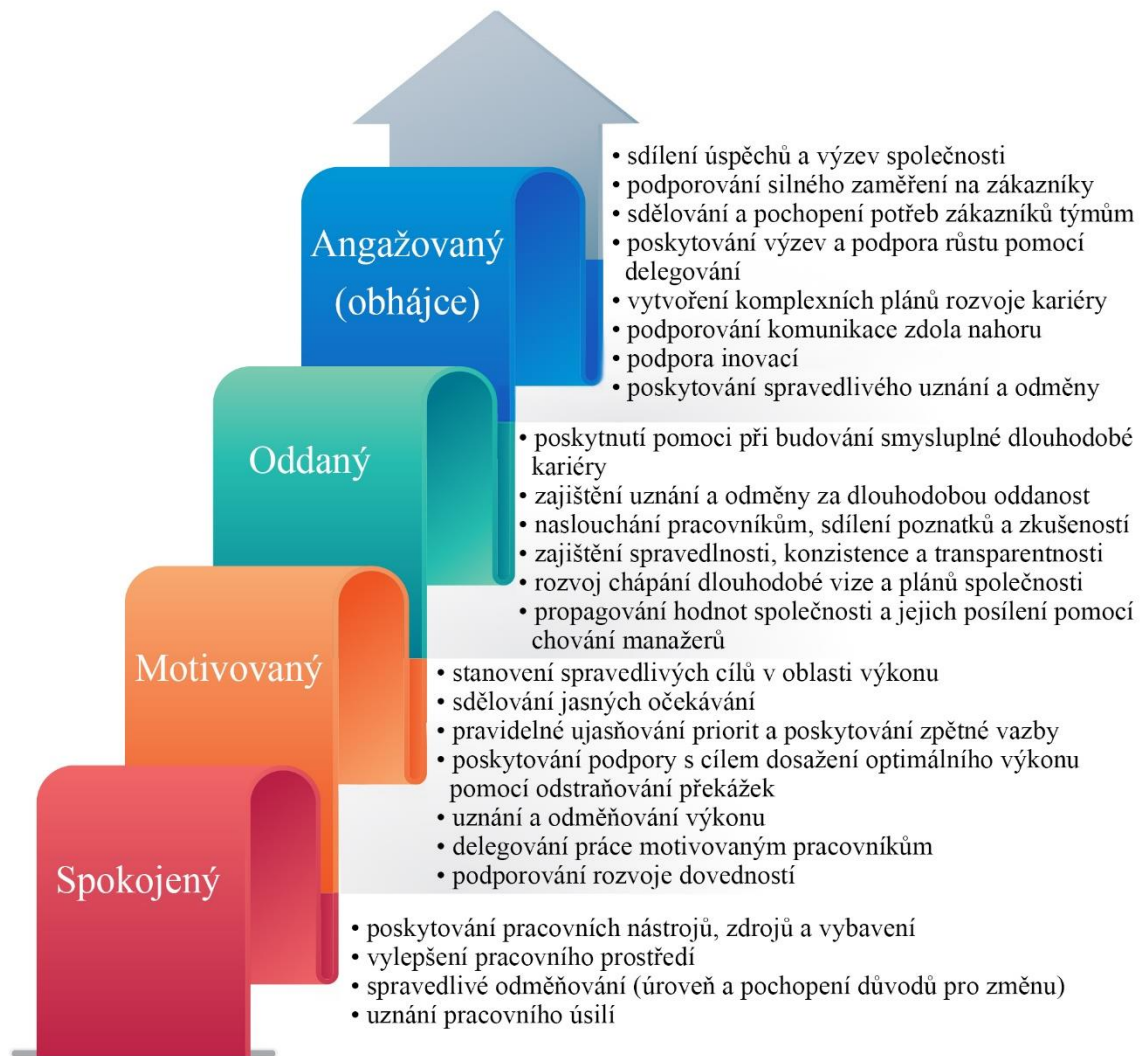 • sdílení úspěchů a výzev společnosti
• podporování silného zaměření na zákazníky
• sdělování a pochopení potřeb zákazníků týmům
• poskytování výzev a podpora růstu pomocí
delegování
• vytvoření komplexních plánů rozvoje kariéry
• podporování komunikace zdola nahoru
• podpora inovací
• poskytování spravedlivého uznání a odměny
Angažovaný
(obhájce)
• poskytnutí pomoci při budování smysluplné dlouhodobé
kariéry
• zajištění uznání a odměny za dlouhodobou oddanost
• naslouchání pracovníkům, sdílení poznatků a zkušeností
• zajištění spravedlnosti, konzistence a transparentnosti
• rozvoj chápání dlouhodobé vize a plánů společnosti
• propagování hodnot společnosti a jejich posílení pomocí
chování manažerů
Oddaný
• stanovení spravedlivých cílů v oblasti výkonu
• sdělování jasných očekávání
• pravidelné ujasňování priorit a poskytování zpětné vazby
• poskytování podpory s cílem dosažení optimálního výkonu
pomocí odstraňování překážek
• uznání a odměňování výkonu
• delegování práce motivovaným pracovníkům
• podporování rozvoje dovedností
Motivovaný
• poskytování pracovních nástrojů, zdrojů a vybavení
• vylepšení pracovního prostředí
• spravedlivé odměňování (úroveň a pochopení důvodů pro změnu)
• uznání pracovního úsilí
Spokojený